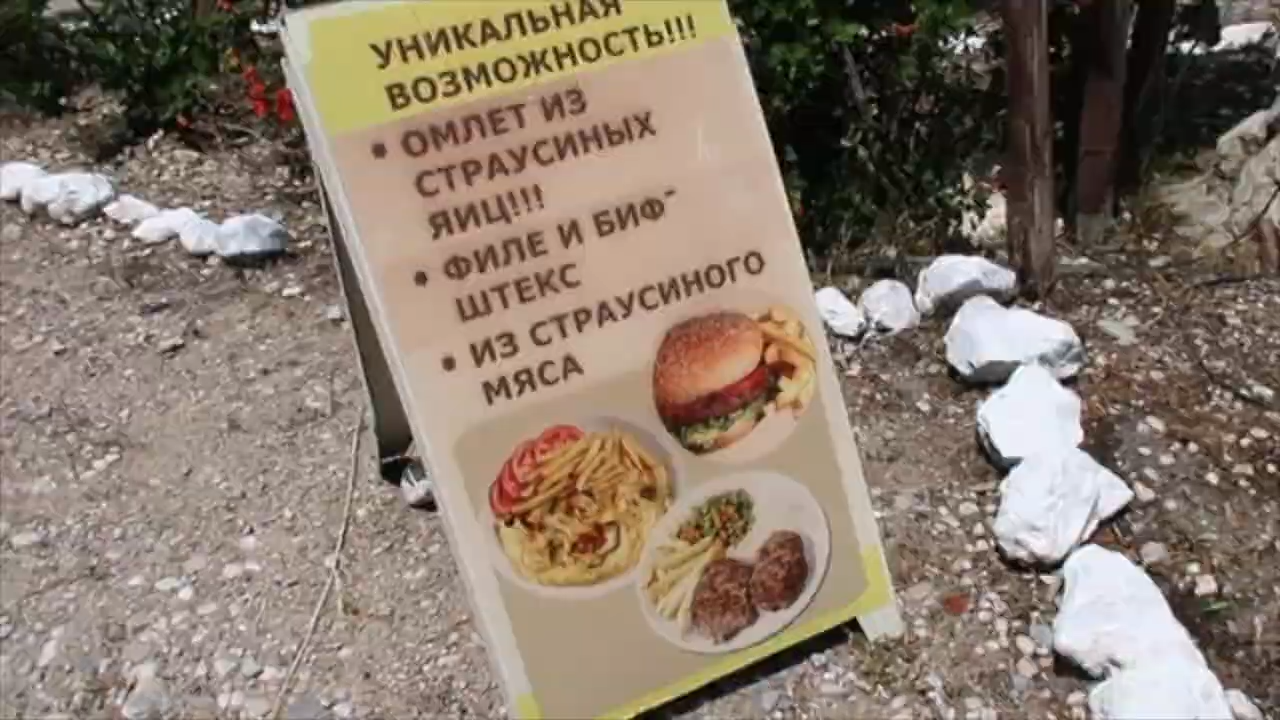 УНИКАЛЬНАЯ
ВОЗМОЖНОСТЬ!!!
• ОМЛЕТ ИЗ
СТРАУСИНЫХ
ЯИЦ!!!
• ФИЛЕ И БИФ-
ШТЕКС
• ИЗ СТРАУСИНОГО
МЯСА